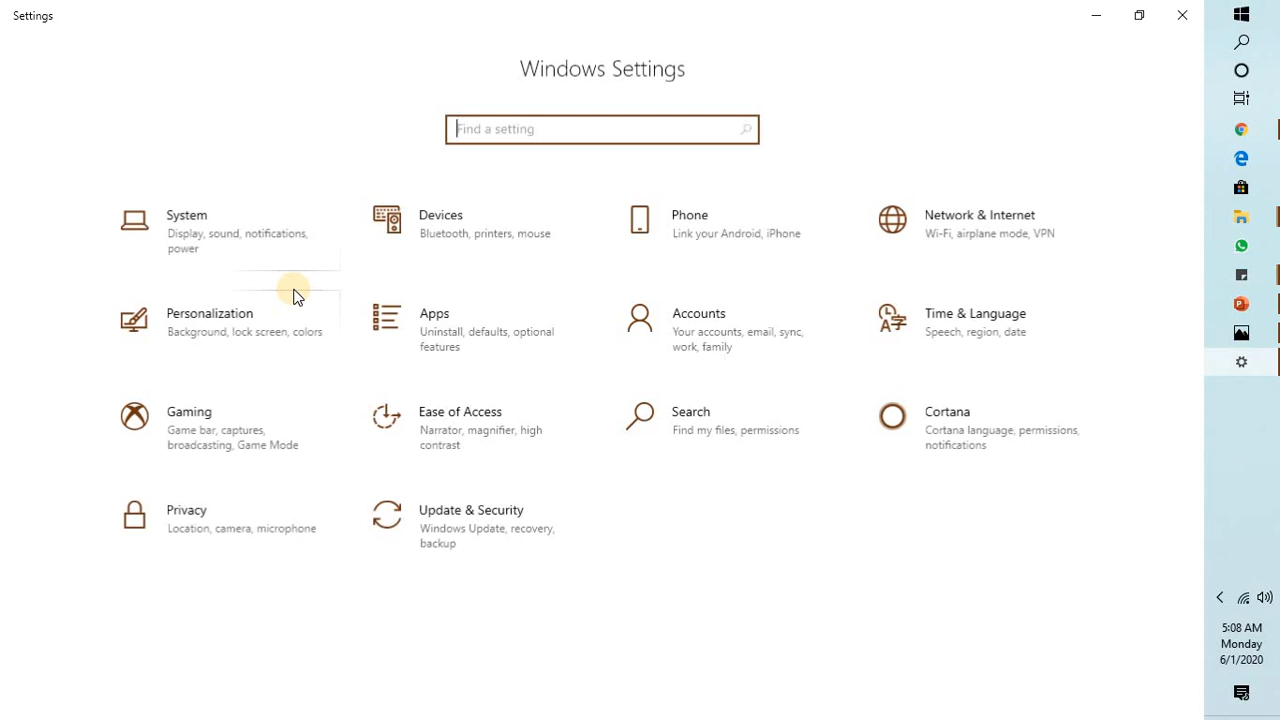 Settings
Windows Settings
Find a setting
System
Display, sound, notifications,
power
Devices
Bluetooth, printers, mouse
Phone
Link your Android, iPhone
Network & Internet
Wi-Fi, airplane mode, VPN
Personalization
Background, lock screen, colors
Apps
Uninstall, defaults, optional
features
Accounts
Your accounts, email, sync,
work, family
Time & Language
Speech, region, date
Gaming
Game bar, captures,
broadcasting, Game Mode
Ease of Access
Narrator, magnifier, high
contrast
Search
Find my files, permissions
Cortana
Cortana language, permissions,
notifications
Privacy
Location, camera, microphone
Update & Security
Windows Update, recovery,
backup
5:08 AM
Monday
6/1/2020